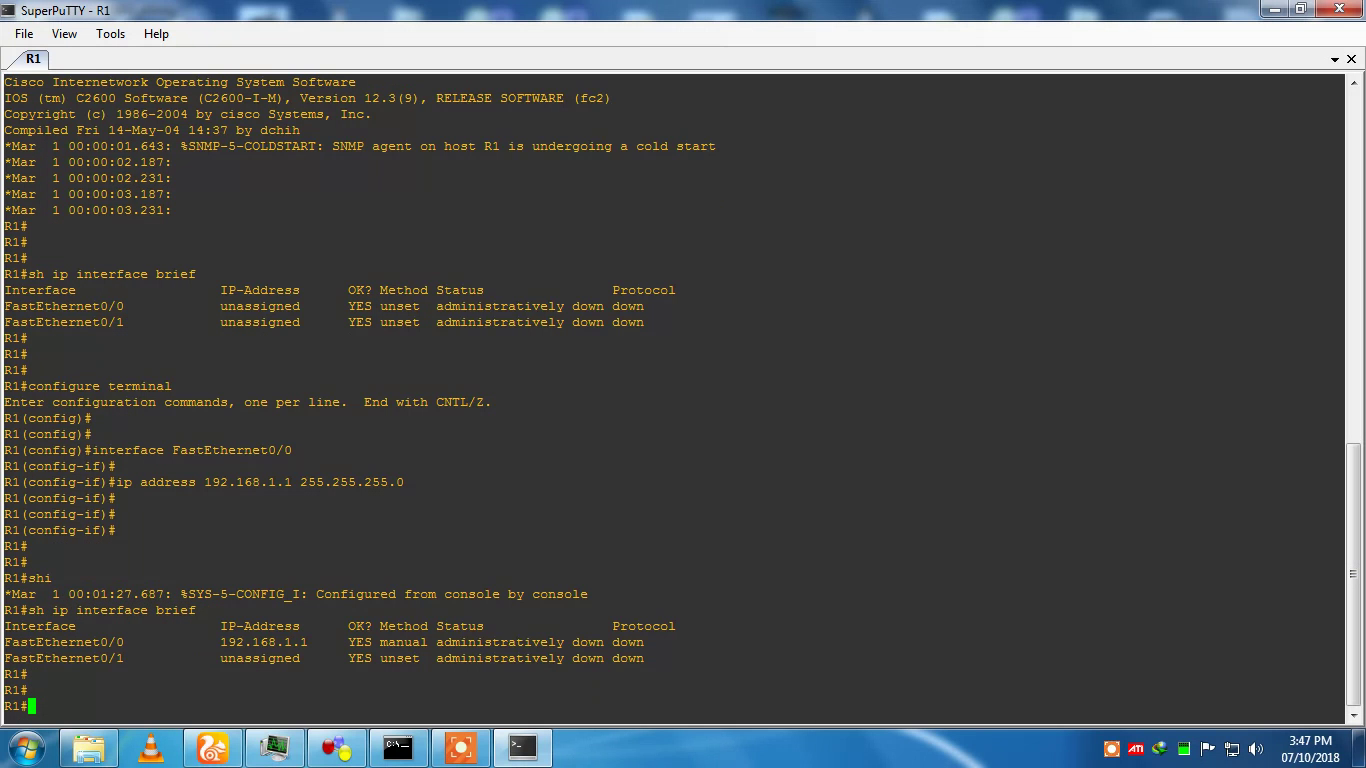 SuperPuTTY - R1
File View Tools Help
R1
Cisco Internetwork Operating System Software
IOS (tm) C2600 Software (C2600-I-M), Version 12.3(9), RELEASE SOFTWARE (fc2)
Copyright (c) 1986-2004 by cisco Systems, Inc.
Compiled Fri 14-May-04 14:37 by dchih
*Mar  1 00:00:01.643: %SNMP-5-COLDSTART: SNMP agent on host R1 is undergoing a cold start
*Mar  1 00:00:02.187:
*Mar  1 00:00:02.231:
*Mar  1 00:00:03.187:
*Mar  1 00:00:03.231:
R1#
R1#
R1#
R1#sh ip interface brief
Interface                  IP-Address      OK? Method Status                Protocol
FastEthernet0/0            unassigned      YES unset  administratively down down
FastEthernet0/1            unassigned      YES unset  administratively down down
R1#
R1#
R1#
R1#configure terminal
Enter configuration commands, one per line.  End with CNTL/Z.
R1(config)#
R1(config)#
R1(config)#interface FastEthernet0/0
R1(config-if)#
R1(config-if)#ip address 192.168.1.1 255.255.255.0
R1(config-if)#
R1(config-if)#
R1(config-if)#
R1#
R1#
R1#shi
*Mar  1 00:01:27.687: %SYS-5-CONFIG_I: Configured from console by console
R1#sh ip interface brief
Interface                  IP-Address      OK? Method Status                Protocol
FastEthernet0/0            192.168.1.1     YES manual administratively down down
FastEthernet0/1            unassigned      YES unset  administratively down down
R1#
R1#
R1#
C:\
ATI
3:47 PM
07/10/2018